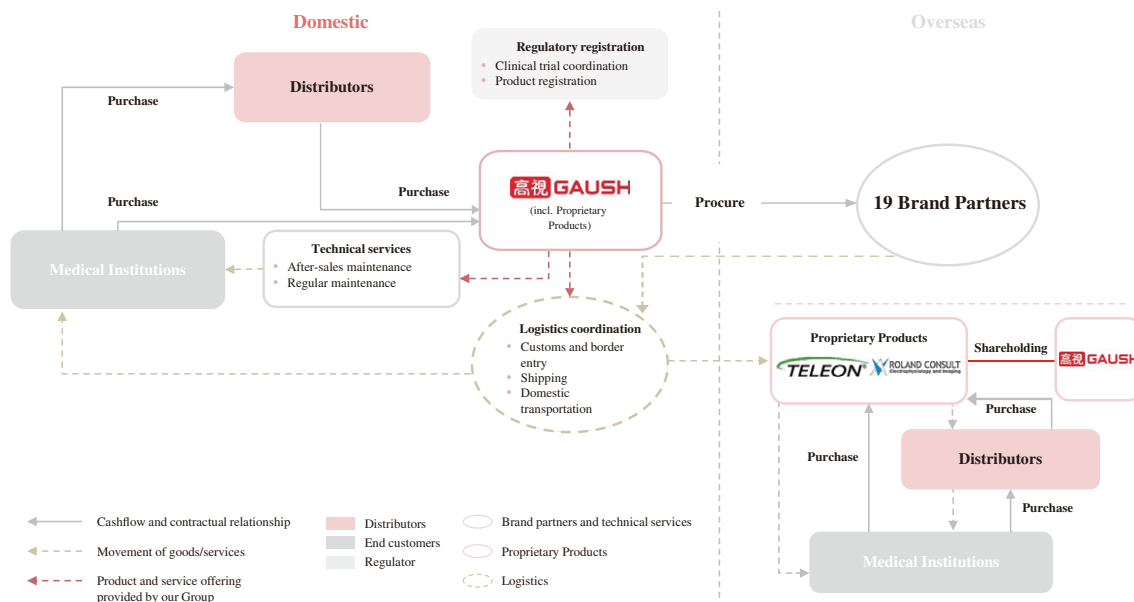 Domestic
Overseas
Regulatory registration
Clinical trial coordination
Product registration
Distributors
Purchase
Purchase
Purchase
高視 GAUSH
(incl. Proprietary
Products)
Procure
19 Brand Partners
Medical Institutions
Technical services
After-sales maintenance
Regular maintenance
Logistics coordination
Customs and border
entry
Shipping
Domestic
transportation
Proprietary Products
TELEON®
ROLAND CONSULT
Electrophysiology and Imaging
Shareholding
高視 GAUSH
Purchase
Purchase
Distributors
Purchase
Medical Institutions
Cashflow and contractual relationship
Movement of goods/services
Product and service offering
provided by our Group
Distributors
End customers
Regulator
Brand partners and technical services
Proprietary Products
Logistics